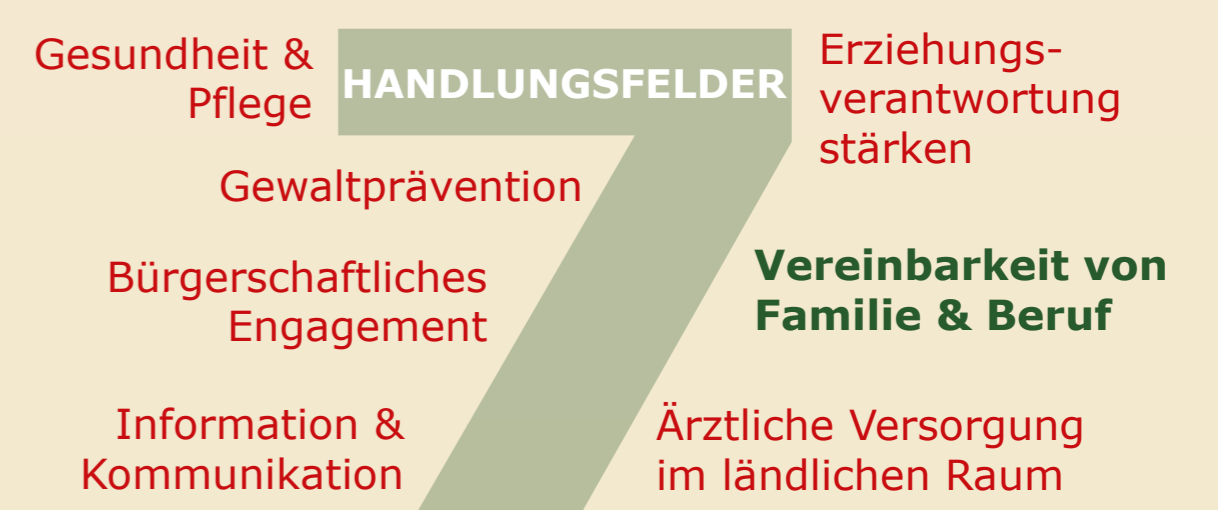 Gesundheit &
Pflege
HANDLUNGSFELDER
Erziehungs-
verantwortung
stärken
Gewaltprävention
Bürgerschaftliches
Engagement
Vereinbarkeit von
Familie & Beruf
Information &
Kommunikation
Ärztliche Versorgung
im ländlichen Raum
7